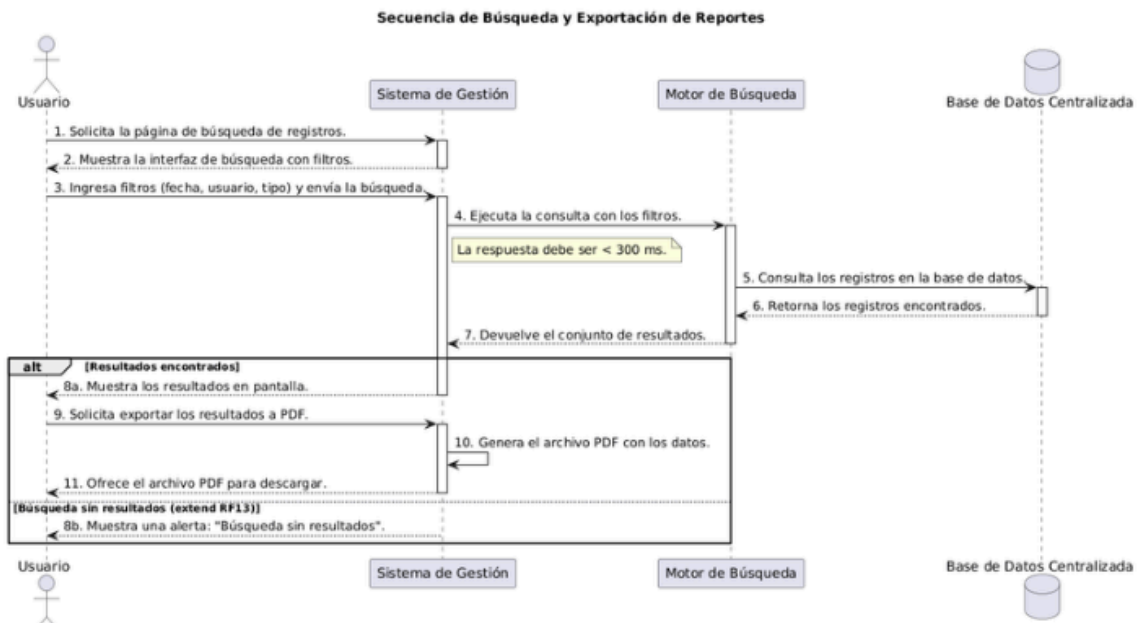 Secuencia de Búsqueda y Exportación de Reportes
Usuario
Sistema de Gestión
Motor de Búsqueda
Base de Datos Centralizada
1. Solicita la página de búsqueda de registros.
2. Muestra la interfaz de búsqueda con filtros.
3. Ingresa filtros (fecha, usuario, tipo) y envía la búsqueda.
4. Ejecuta la consulta con los filtros.
La respuesta debe ser < 300 ms.
5. Consulta los registros en la base de datos.
6. Retorna los registros encontrados.
7. Devuelve el conjunto de resultados.
alt [Resultados encontrados]
8a. Muestra los resultados en pantalla.
9. Solicita exportar los resultados a PDF.
10. Genera el archivo PDF con los datos.
11. Ofrece el archivo PDF para descargar.
[Búsqueda sin resultados (extend RF13)]
8b. Muestra una alerta: "Búsqueda sin resultados".
Usuario
Sistema de Gestión
Motor de Búsqueda
Base de Datos Centralizada